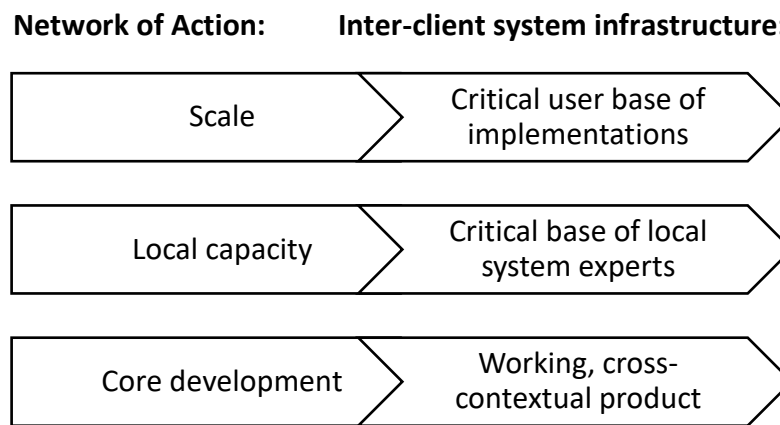 Network of Action: Inter-client system infrastructure:
Scale
Critical user base of
implementations
Local capacity
Critical base of local
system experts
Core development
Working, cross-
contextual product